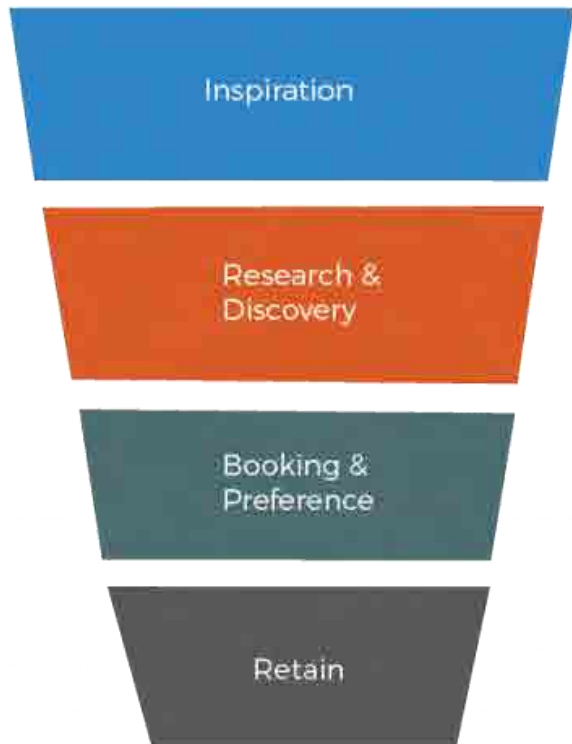 Inspiration
Research &
Discovery
Booking &
Preference
Retain